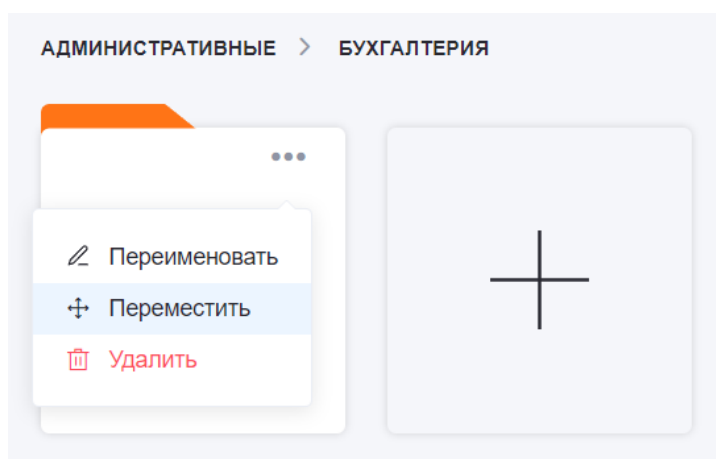 АДМИНИСТРАТИВНЫЕ > БУХГАЛТЕРИЯ
Переименовать
Переместить
Удалить